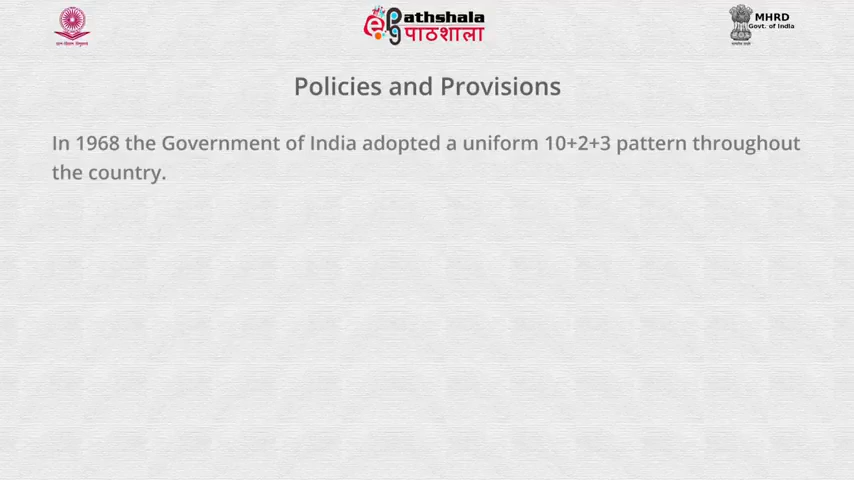 ePathshala
पाठशाला
MHRD
Govt. of India
Policies and Provisions
In 1968 the Government of India adopted a uniform 10+2+3 pattern throughout
the country.